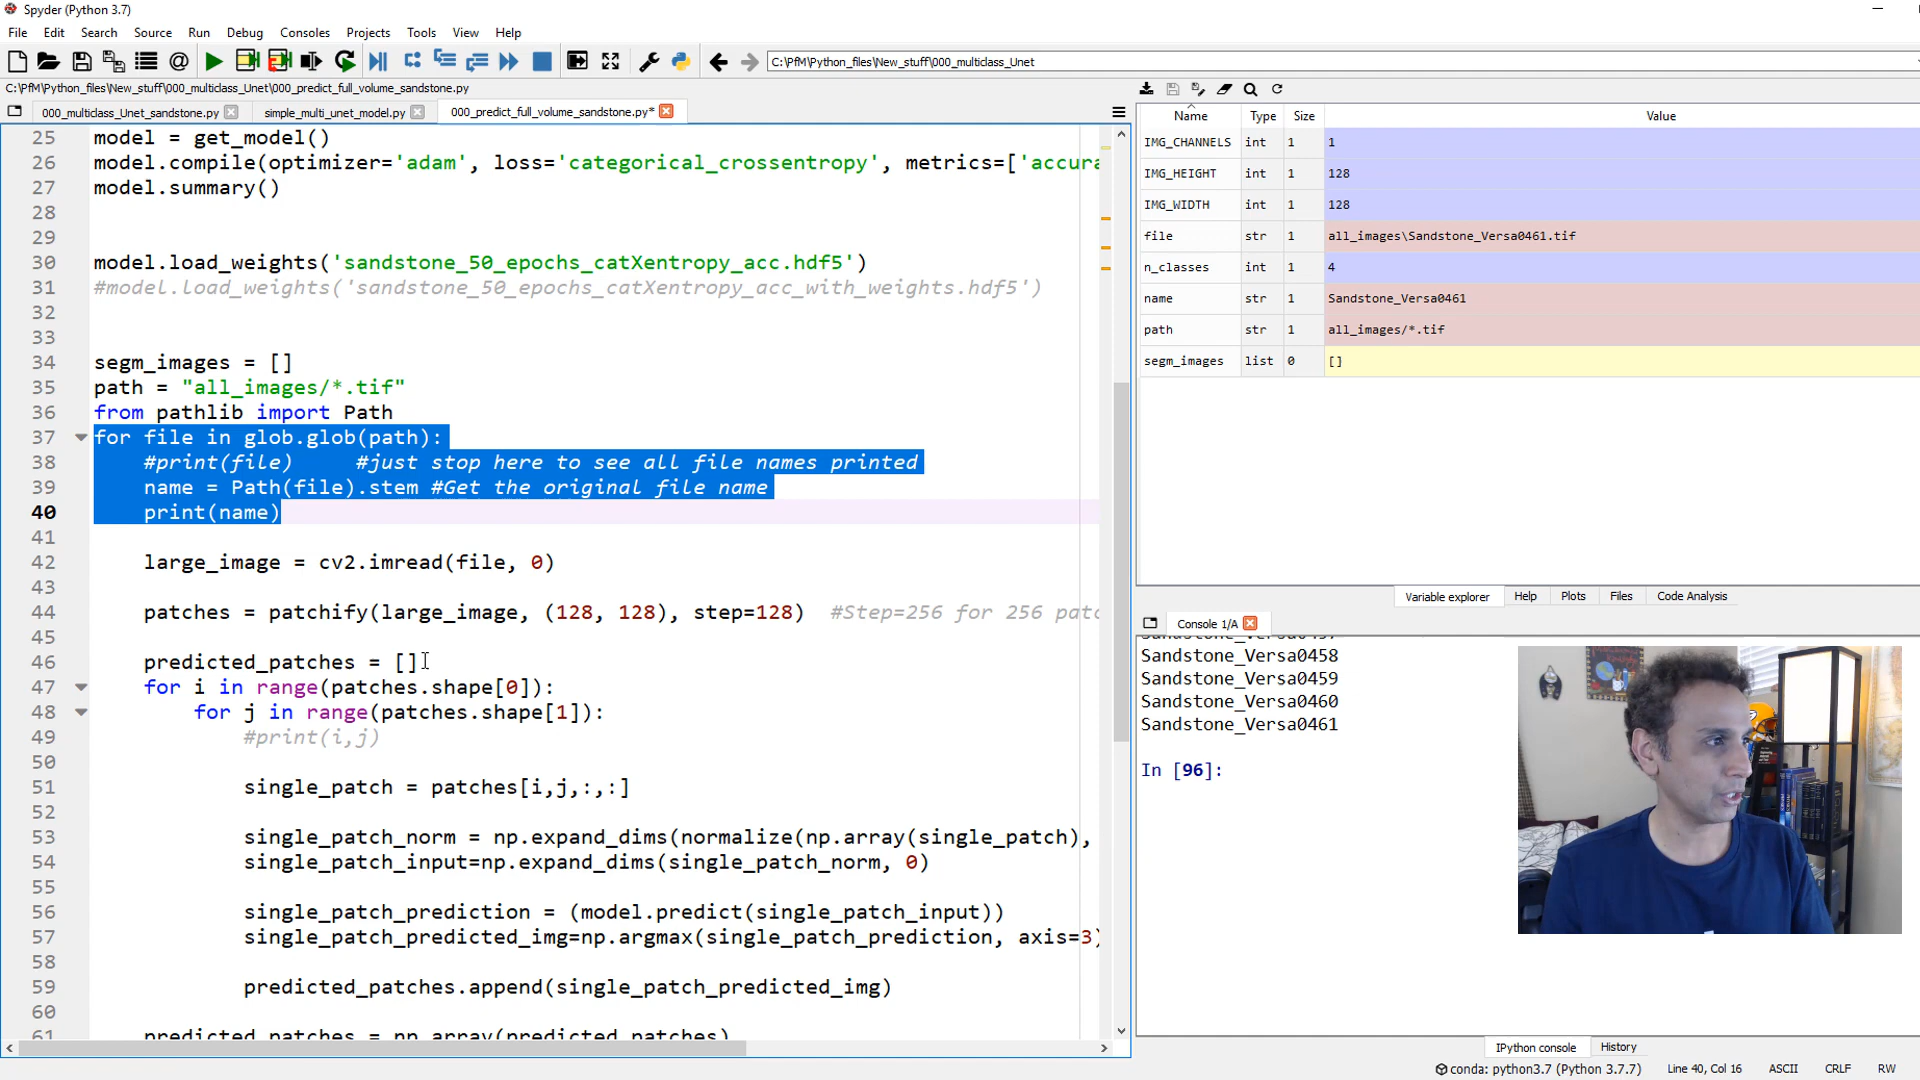 Spyder (Python 3.7)
File Edit Search Source Run Debug Consoles Projects Tools View Help
C:\PfM\Python_files\New_stuff\000_multiclass_Unet
C:\PfM\Python_files\New_stuff\000_multiclass_Unet\000_predict_full_volume_sandstone.py
000_multiclass_Unet_sandstone.py simple_multi_unet_model.py 000_predict_full_volume_sandstone.py*
25 model = get_model()
26 model.compile(optimizer='adam', loss='categorical_crossentropy', metrics=['accura
27 model.summary()
28
29
30 model.load_weights('sandstone_50_epochs_catXentropy_acc.hdf5')
31 #model.load_weights('sandstone_50_epochs_catXentropy_acc_with_weights.hdf5')
32
33
34 segm_images = []
35 path = "all_images/*.tif"
36 from pathlib import Path
37 for file in glob.glob(path):
38 #print(file) #just stop here to see all file names printed
39 name = Path(file).stem #Get the original file name
40 print(name)
41
42 large_image = cv2.imread(file, 0)
43
44 patches = patchify(large_image, (128, 128), step=128) #Step=256 for 256 patc
45
46 predicted_patches = []
47 for i in range(patches.shape[0]):
48 for j in range(patches.shape[1]):
49 #print(i,j)
50
51 single_patch = patches[i,j,:,:]
52
53 single_patch_norm = np.expand_dims(normalize(np.array(single_patch),
54 single_patch_input=np.expand_dims(single_patch_norm, 0)
55
56 single_patch_prediction = (model.predict(single_patch_input))
57 single_patch_predicted_img=np.argmax(single_patch_prediction, axis=3)
58
59 predicted_patches.append(single_patch_predicted_img)
60
61 predicted_patches = np.array(predicted_patches)
Name Type Size Value
IMG_CHANNELS int 1 1
IMG_HEIGHT int 1 128
IMG_WIDTH int 1 128
file str 1 all_images\Sandstone_Versa0461.tif
n_classes int 1 4
name str 1 Sandstone_Versa0461
path str 1 all_images/*.tif
segm_images list 0 []
Variable explorer Help Plots Files Code Analysis
Console 1/A
Sandstone_Versa0458
Sandstone_Versa0459
Sandstone_Versa0460
Sandstone_Versa0461
In [96]:
IPython console History
conda: python3.7 (Python 3.7.7) Line 40, Col 16 ASCII CRLF RW